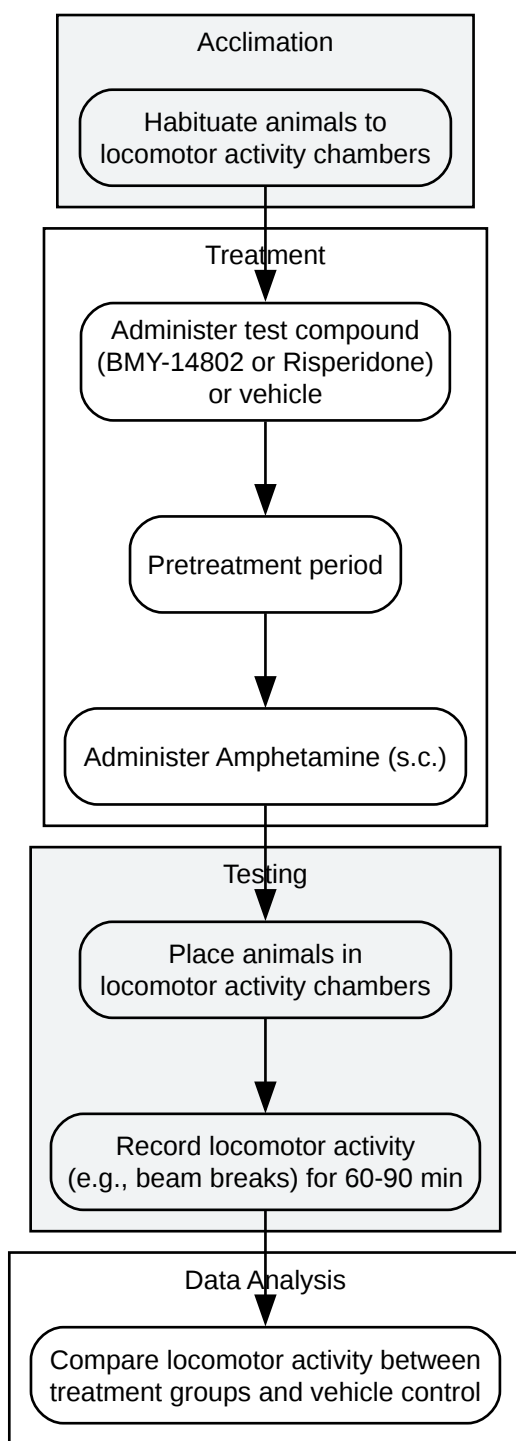 Acclimation
Habituate animals to
locomotor activity chambers
Treatment
Administer test compound
(BMY-14802 or Risperidone)
or vehicle
Pretreatment period
Administer Amphetamine (s.c.)
Testing
Place animals in
locomotor activity chambers
Record locomotor activity
(e.g., beam breaks) for 60-90 min
Data Analysis
Compare locomotor activity between
treatment groups and vehicle control